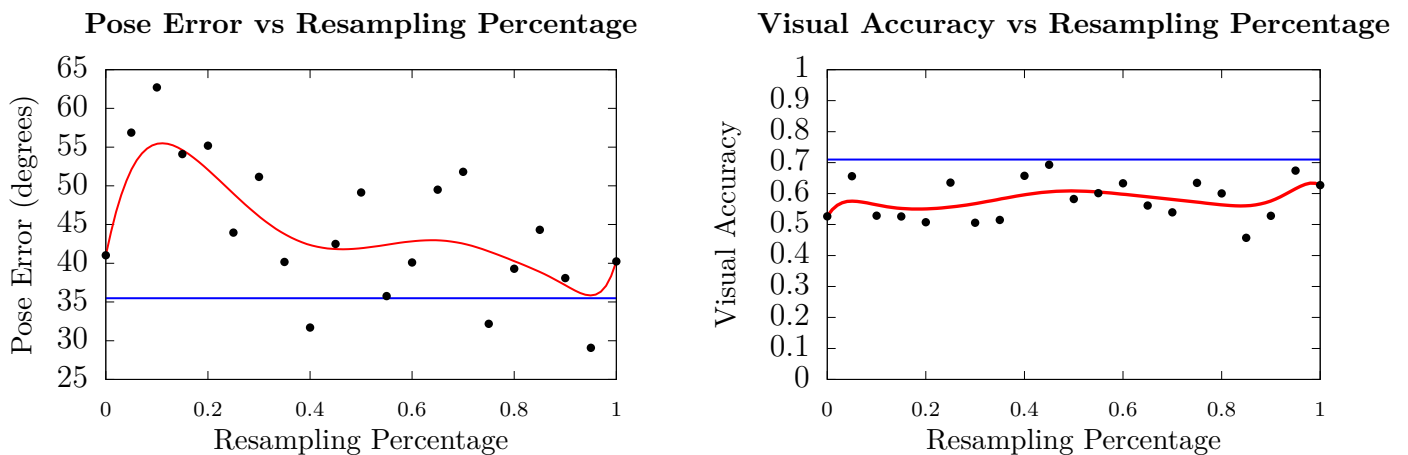 Pose Error vs Resampling Percentage
65
60
55
50
45
40
35
30
25
Pose Error (degrees)
0 0.2 0.4 0.6 0.8 1
Resampling Percentage
Visual Accuracy vs Resampling Percentage
1
0.9
0.8
0.7
0.6
0.5
0.4
0.3
0.2
0.1
0
Visual Accuracy
0 0.2 0.4 0.6 0.8 1
Resampling Percentage